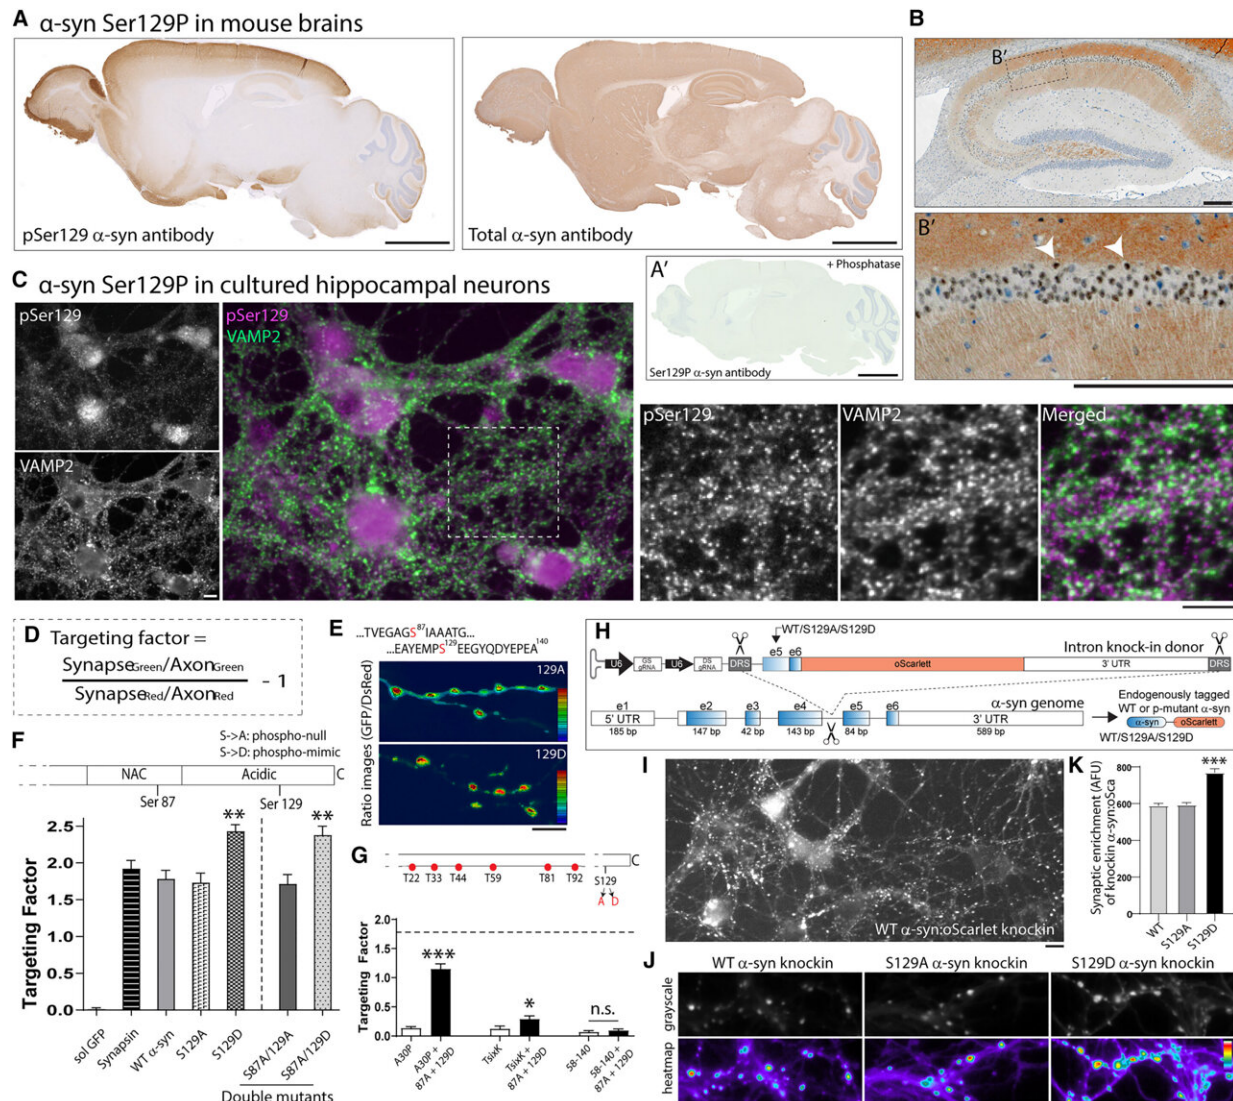 A α-syn Ser129P in mouse brains
pSer129 α-syn antibody
Total α-syn antibody
A'
+ Phosphatase
Ser129P α-syn antibody
B
B'
B'
C α-syn Ser129P in cultured hippocampal neurons
pSer129
VAMP2
pSer129
VAMP2
pSer129
VAMP2
Merged
D Targeting factor =
SynapseGreen/AxonGreen
SynapseRed/AxonRed
- 1
E
...TVEGAGS87IAAATG...
...EAYEMPS129EEGYQDYEPEA140
129A
129D
Ratio images (GFP/DsRed)
F
S->A: phospho-null
S->D: phospho-mimic
NAC
Acidic
C
Ser 87
Ser 129
Targeting Factor
2.5
2.0
1.5
1.0
0.5
0.0
**
**
sol GFP
Synapsin
WT α-syn
S129A
S129D
S87A/129A
S87A/129D
Double mutants
G
C
T22
T33
T44
T59
T81
T92
S129
A D
Targeting Factor
2.0
1.5
1.0
0.5
0.0
***
*
n.s.
A30P
A30P +
87A + 129D
TsixK
TsixK +
87A + 129D
58-140
58-140 +
87A + 129D
H
WT/S129A/S129D
Intron knock-in donor
U6
GS gRNA
U6
DS gRNA
DRS
e5
e6
oScarlett
3' UTR
DRS
α-syn genome
e1
e2
e3
e4
e5
e6
5' UTR
3' UTR
185 bp
147 bp
42 bp
143 bp
84 bp
589 bp
Endogenously tagged
WT or p-mutant α-syn
α-syn
oScarlett
WT/S129A/S129D
I
WT α-syn:oScarlet knockin
J
WT α-syn knockin
S129A α-syn knockin
S129D α-syn knockin
grayscale
heatmap
K
Synaptic enrichment (AFU)
of knockin α-syn:oSca
800
600
400
200
0
***
WT
S129A
S129D